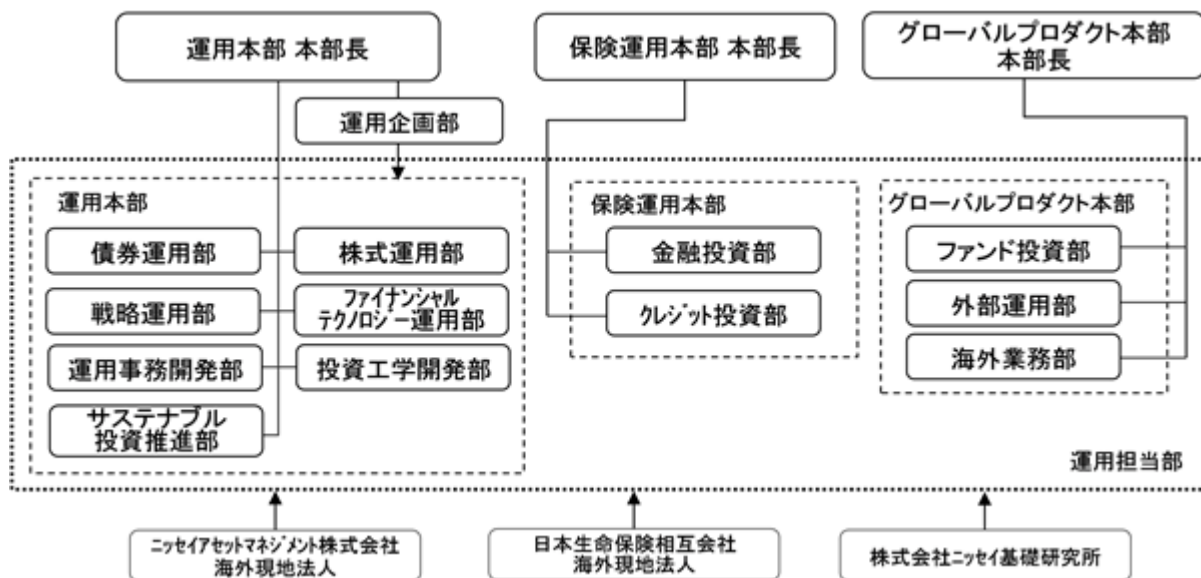 運用本部 本部長
保険運用本部 本部長
グローバルプロダクト本部
本部長
運用企画部
運用本部
債券運用部
株式運用部
戦略運用部
ファイナンシャル
テクノロジー運用部
運用事務開発部
投資工学開発部
サステナブル
投資推進部
保険運用本部
金融投資部
クレジット投資部
グローバルプロダクト本部
ファンド投資部
外部運用部
海外業務部
運用担当部
ニッセイアセットマネジメント株式会社
海外現地法人
日本生命保険相互会社
海外現地法人
株式会社ニッセイ基礎研究所